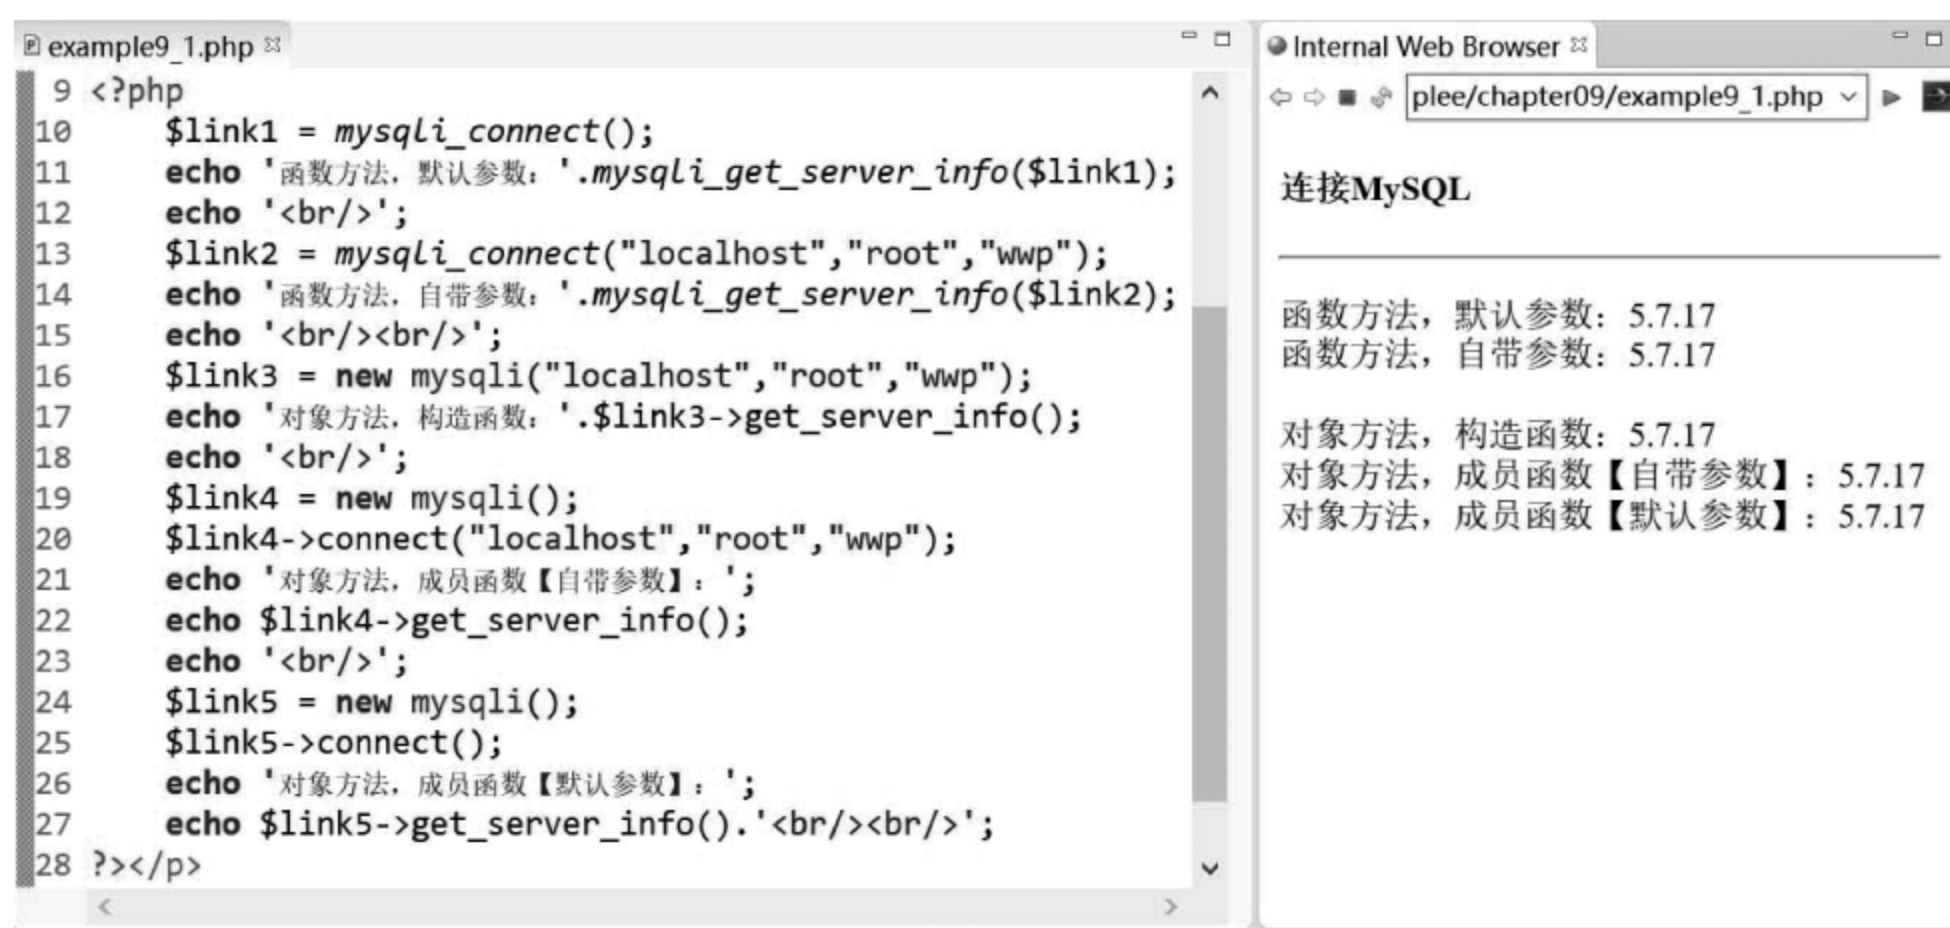 example9_1.php
9 <?php
10 $link1 = mysqli_connect();
11 echo '函数方法，默认参数：'.mysqli_get_server_info($link1);
12 echo '<br/>';
13 $link2 = mysqli_connect("localhost","root","wwp");
14 echo '函数方法，自带参数：'.mysqli_get_server_info($link2);
15 echo '<br/><br/>';
16 $link3 = new mysqli("localhost","root","wwp");
17 echo '对象方法，构造函数：'.$link3->get_server_info();
18 echo '<br/>';
19 $link4 = new mysqli();
20 $link4->connect("localhost","root","wwp");
21 echo '对象方法，成员函数【自带参数】：';
22 echo $link4->get_server_info();
23 echo '<br/>';
24 $link5 = new mysqli();
25 $link5->connect();
26 echo '对象方法，成员函数【默认参数】：';
27 echo $link5->get_server_info().'<br/><br/>';
28 ?></p>
Internal Web Browser
plee/chapter09/example9_1.php
连接MySQL
函数方法，默认参数：5.7.17
函数方法，自带参数：5.7.17
对象方法，构造函数：5.7.17
对象方法，成员函数【自带参数】：5.7.17
对象方法，成员函数【默认参数】：5.7.17